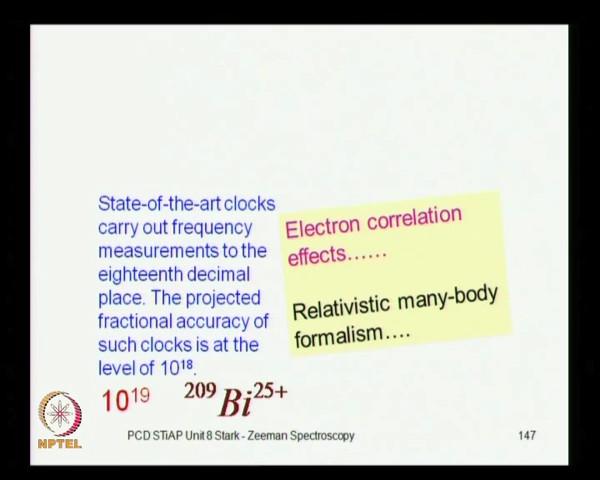 State-of-the-art clocks
carry out frequency
measurements to the
eighteenth decimal
place. The projected
fractional accuracy of
such clocks is at the
level of 10¹⁸.
Electron correlation
effects……
Relativistic many-body
formalism….
10¹⁹ ²⁰⁹Bi²⁵⁺
NPTEL
PCD STiAP Unit 8 Stark - Zeeman Spectroscopy
147